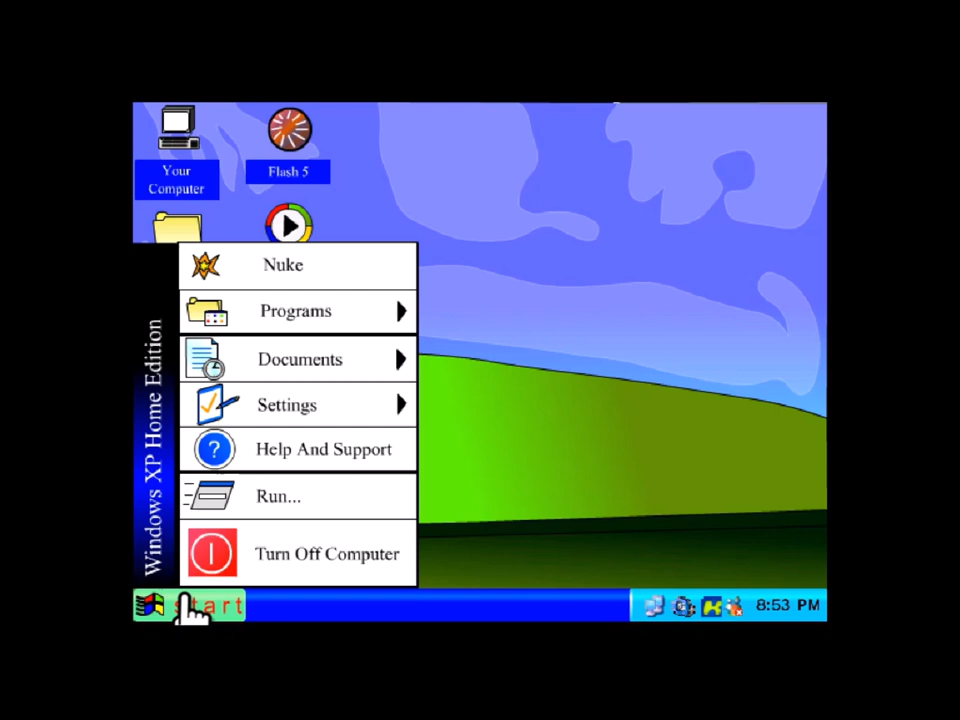 Your
Computer
Flash 5
Nuke
Programs
Documents
Settings
Help And Support
Run...
Turn Off Computer
Windows XP Home Edition
start
8:53 PM